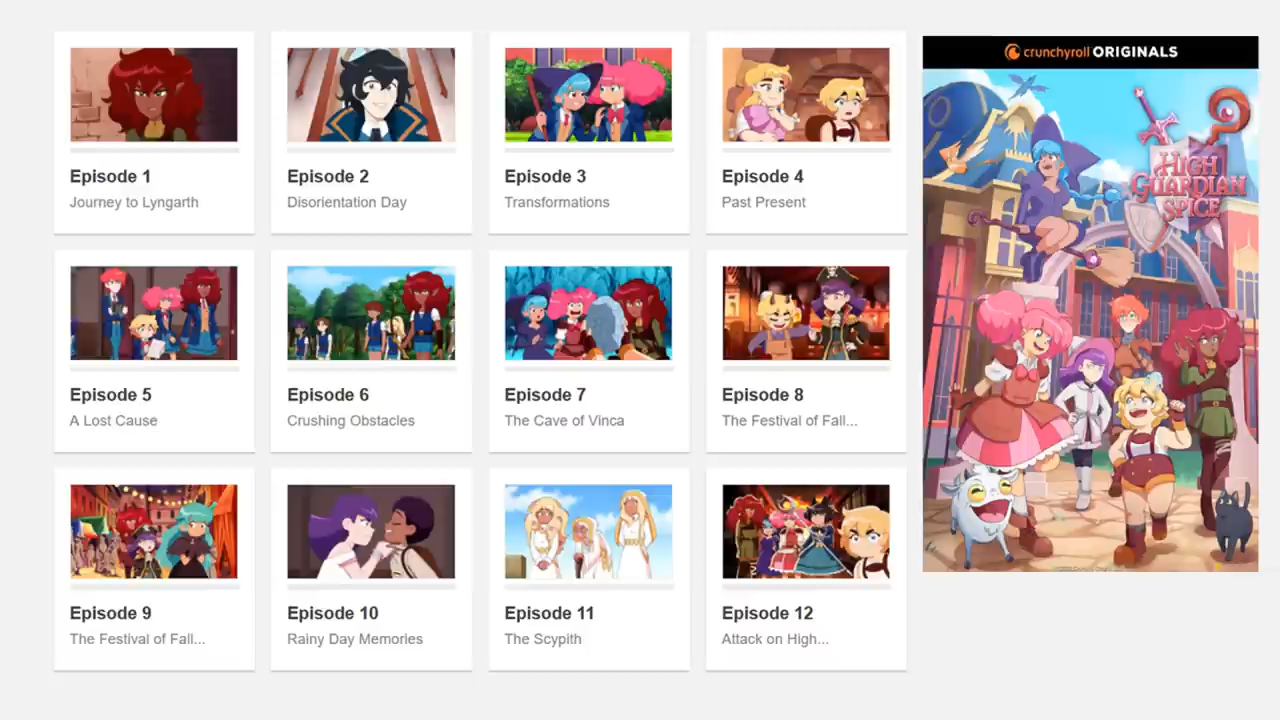 Episode 1
Journey to Lyngarth
Episode 2
Disorientation Day
Episode 3
Transformations
Episode 4
Past Present
Episode 5
A Lost Cause
Episode 6
Crushing Obstacles
Episode 7
The Cave of Vinca
Episode 8
The Festival of Fall...
Episode 9
The Festival of Fall...
Episode 10
Rainy Day Memories
Episode 11
The Scypith
Episode 12
Attack on High...
crunchyroll ORIGINALS
HIGH
GUARDIAN
SPICE